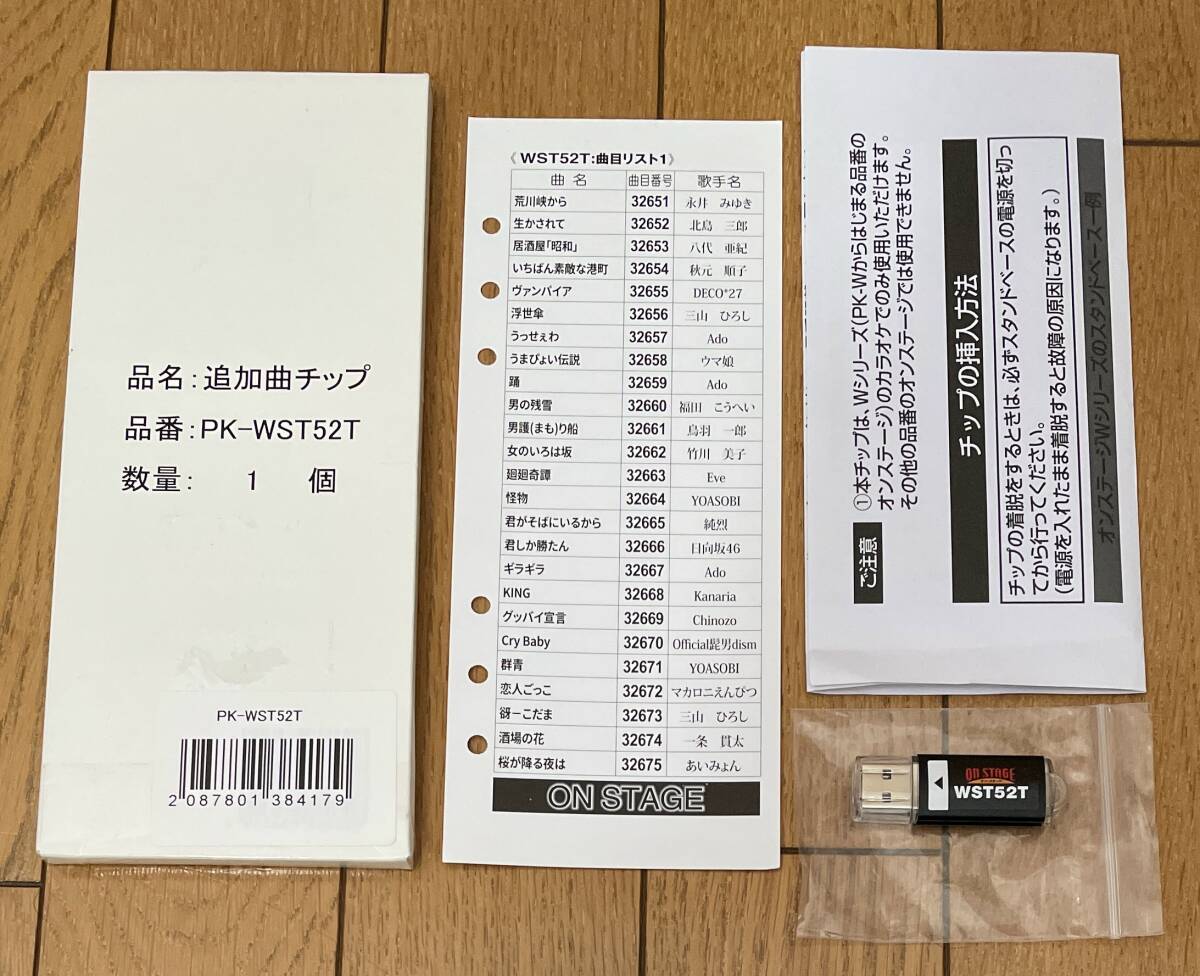 品名:追加曲チップ
品番:PK-WST52T
数量: 1 個
PK-WST52T
2 087801 384179
《 WST52T:曲目リスト1》
曲 名 曲目番号 歌手名
荒川峡から 32651 永井 みゆき
生かされて 32652 北島 三郎
居酒屋「昭和」 32653 八代 亜紀
いちばん素敵な港町 32654 秋元 順子
ヴァンパイア 32655 DECO*27
浮世傘 32656 三山 ひろし
うっせぇわ 32657 Ado
うまぴょい伝説 32658 ウマ娘
踊 32659 Ado
男の残雪 32660 福田 こうへい
男護(まも)り船 32661 鳥羽 一郎
女のいろは坂 32662 竹川 美子
廻廻奇譚 32663 Eve
怪物 32664 YOASOBI
君がそばにいるから 32665 純烈
君しか勝たん 32666 日向坂46
ギラギラ 32667 Ado
KING 32668 Kanaria
グッバイ宣言 32669 Chinozo
Cry Baby 32670 Official髭男dism
群青 32671 YOASOBI
恋人ごっこ 32672 マカロニえんぴつ
谺－こだま 32673 三山 ひろし
酒場の花 32674 一条 貫太
桜が降る夜は 32675 あいみょん
ON STAGE
ご注意
①本チップは、Wシリーズ(PK-Wからはじまる品番の
オンステージ)のカラオケでのみ使用いただけます。
その他の品番のオンステージでは使用できません。
チップの挿入方法
チップの着脱をするときは、必ずスタンドベースの電源を切っ
てから行ってください。
(電源を入れたまま着脱すると故障の原因になります。)
オンステージWシリーズのスタンドベース一例
ON STAGE
WST52T